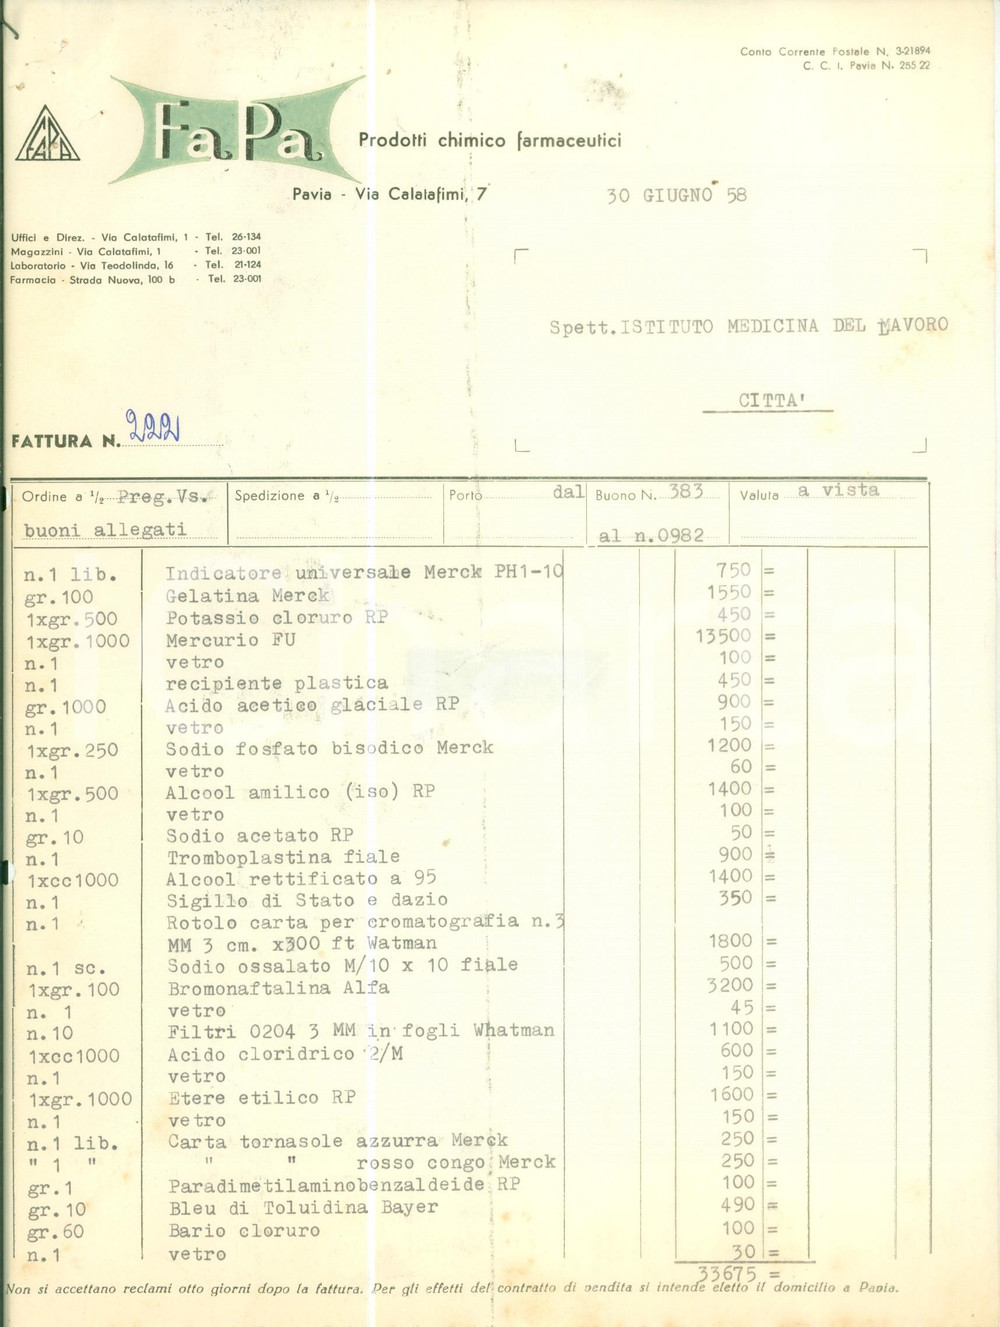 Conto Corrente Postale N. 3-21894
C. C. I. Pavia N. 255 22
FAPA
FaPa
Prodotti chimico farmaceutici
Pavia - Via Calatafimi, 7
30 GIUGNO 58
Uffici e Direz. - Via Calatafimi, 1 - Tel. 26-134
Magazzini - Via Calatafimi, 1 - Tel. 23-001
Laboratorio - Via Teodolinda, 16 - Tel. 21-124
Farmacia - Strada Nuova, 100 b - Tel. 23-001
Spett.ISTITUTO MEDICINA DEL LAVORO
CITTA'
FATTURA N. 222
Ordine a 1/2 Preg.Vs. Spedizione a 1/2 Porto dal Buono N. 383 Valuta a vista
buoni allegati al n.0982
n.1 lib. Indicatore universale Merck PH1-10 750 =
gr.100 Gelatina Merck 1550 =
1xgr.500 Potassio cloruro RP 450 =
1xgr.1000 Mercurio FU 13500 =
n.1 vetro 100 =
n.1 recipiente plastica 450 =
gr.1000 Acido acetico glaciale RP 900 =
n.1 vetro 150 =
1xgr.250 Sodio fosfato bisodico Merck 1200 =
n.1 vetro 60 =
1xgr.500 Alcool amilico (iso) RP 1400 =
n.1 vetro 100 =
gr.10 Sodio acetato RP 50 =
n.1 Tromboplastina fiale 900 =
1xcc1000 Alcool rettificato a 95 1400 =
n.1 Sigillo di Stato e dazio 350 =
n.1 Rotolo carta per cromatografia n.3
MM 3 cm. x300 ft Watman 1800 =
n.1 sc. Sodio ossalato M/10 x 10 fiale 500 =
1xgr.100 Bromonaftalina Alfa 3200 =
n. 1 vetro 45 =
n.10 Filtri 0204 3 MM in fogli Whatman 1100 =
1xcc1000 Acido cloridrico 2/M 600 =
n.1 vetro 150 =
1xgr.1000 Etere etilico RP 1600 =
n.1 vetro 150 =
n.1 lib. Carta tornasole azzurra Merck 250 =
" 1 " " " rosso congo Merck 250 =
gr.1 Paradimetilaminobenzaldeide RP 100 =
gr.10 Bleu di Toluidina Bayer 490 =
gr.60 Bario cloruro 100 =
n.1 vetro 30 =
33675 =
Non si accettano reclami otto giorni dopo la fattura. Per gli effetti del contratto di vendita si intende eletto il domicilio a Pavia.